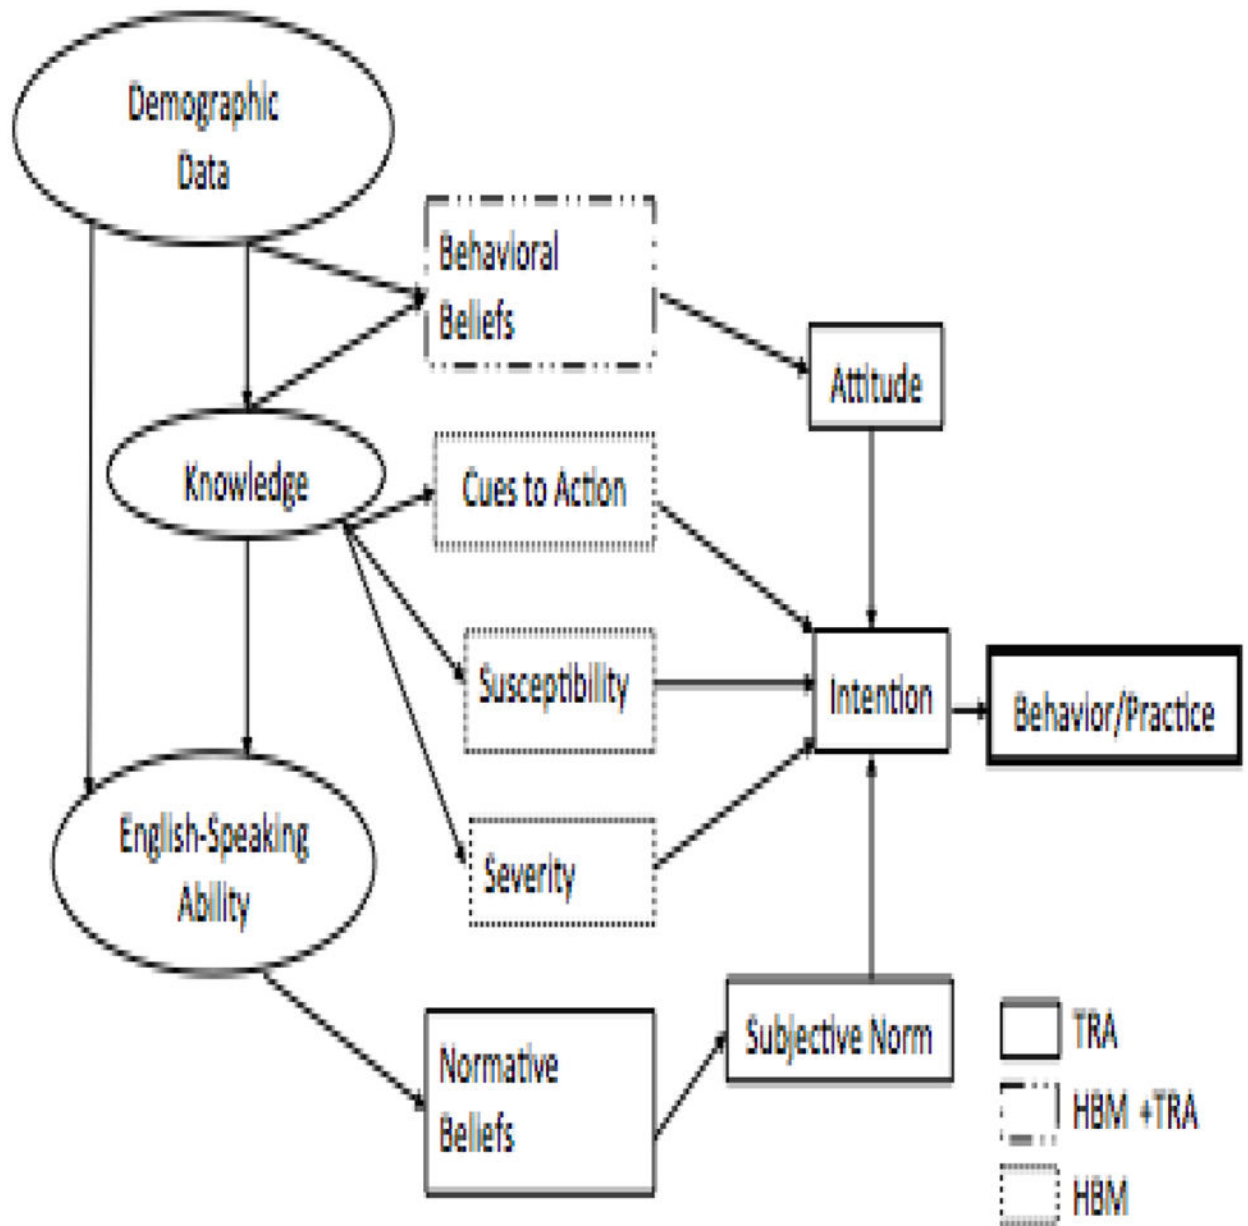 Demographic
Data
Behavioral
Beliefs
Attitude
Knowledge
Cues to Action
Susceptibility
Intention
Behavior/Practice
English-Speaking
Ability
Severity
Normative
Beliefs
Subjective Norm
TRA
HBM +TRA
HBM